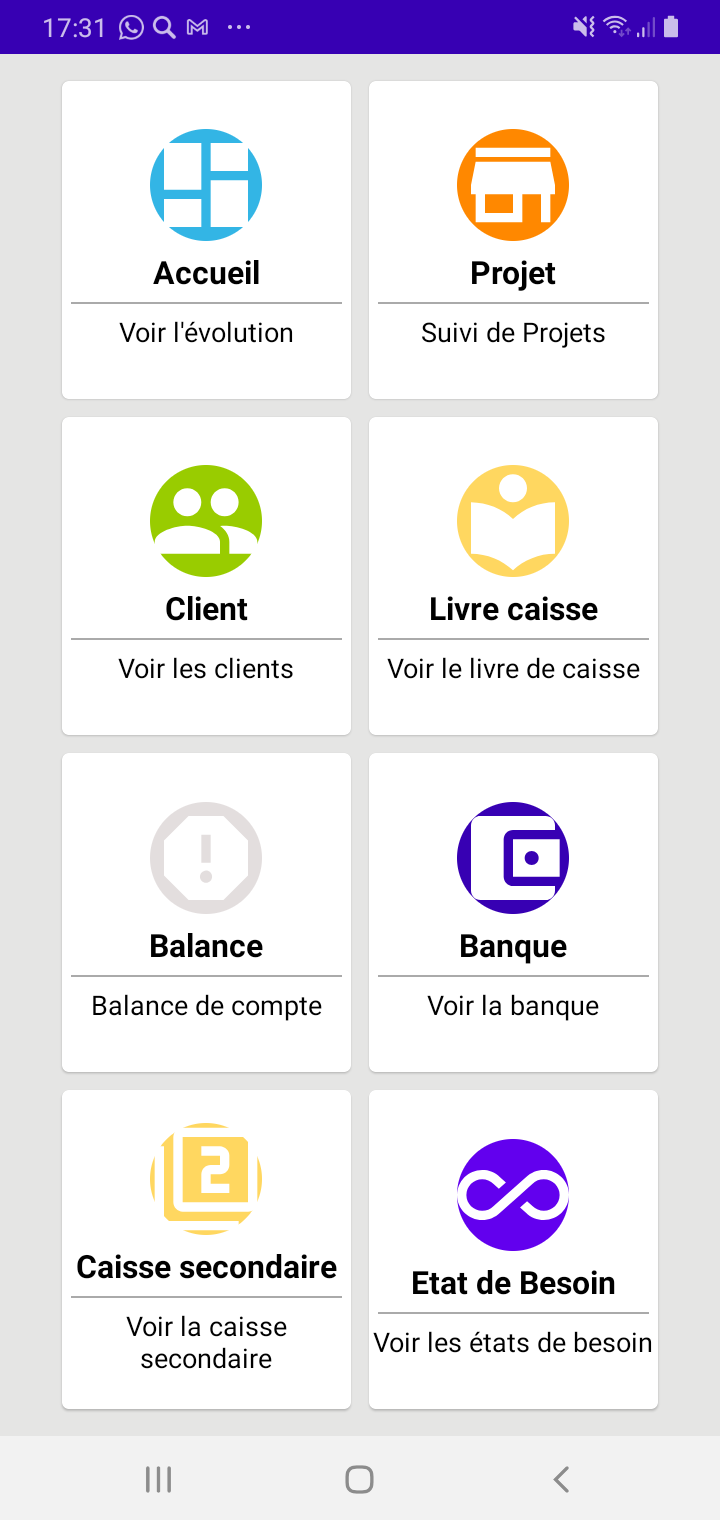 17:31
Accueil
Voir l'évolution
Projet
Suivi de Projets
Client
Voir les clients
Livre caisse
Voir le livre de caisse
Balance
Balance de compte
Banque
Voir la banque
2
Caisse secondaire
Voir la caisse
secondaire
Etat de Besoin
Voir les états de besoin